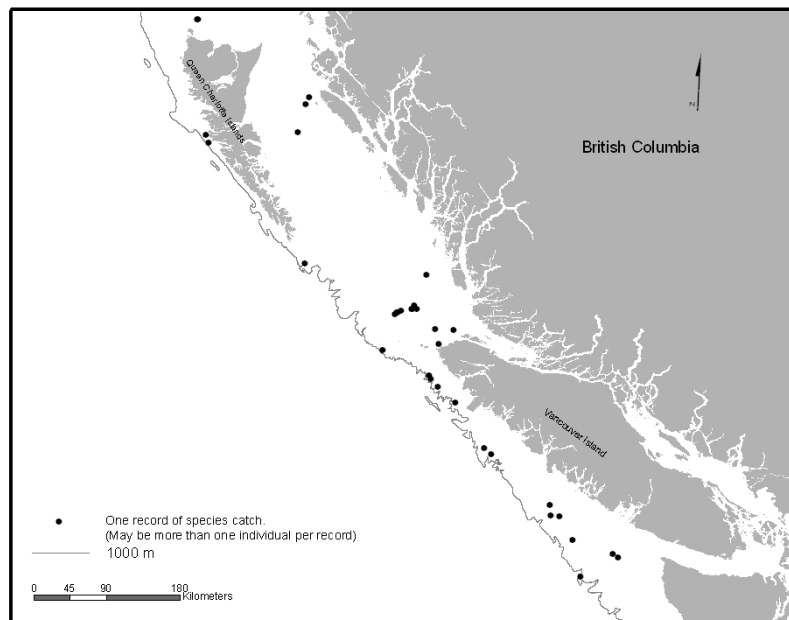 Queen Charlotte Islands
N
British Columbia
Vancouver Island
One record of species catch.
(May be more than one individual per record)
1000 m
0 45 90 180
Kilometers